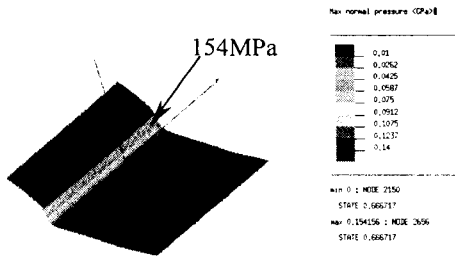 154MPa
Max normal pressure <GPa>
0.01
0.0262
0.0425
0.0587
0.075
0.0912
0.1075
0.1237
0.14
min 0 : NODE 2150
STATE 0.666717
max 0.154156 : NODE 2696
STATE 0.666717